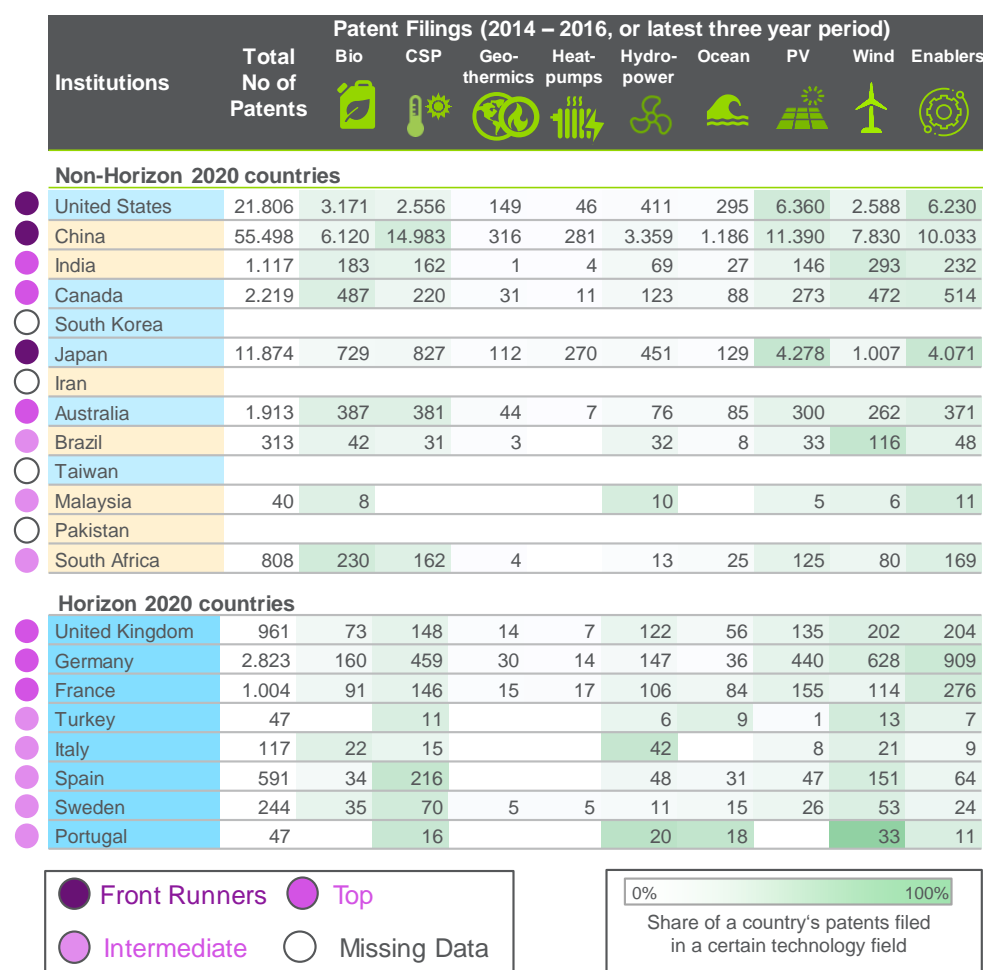 Patent Filings (2014 – 2016, or latest three year period)
Institutions Total No of Patents Bio CSP Geo-thermics Heat-pumps Hydro-power Ocean PV Wind Enablers
Non-Horizon 2020 countries
United States 21.806 3.171 2.556 149 46 411 295 6.360 2.588 6.230
China 55.498 6.120 14.983 316 281 3.359 1.186 11.390 7.830 10.033
India 1.117 183 162 1 4 69 27 146 293 232
Canada 2.219 487 220 31 11 123 88 273 472 514
South Korea
Japan 11.874 729 827 112 270 451 129 4.278 1.007 4.071
Iran
Australia 1.913 387 381 44 7 76 85 300 262 371
Brazil 313 42 31 3 32 8 33 116 48
Taiwan
Malaysia 40 8 10 5 6 11
Pakistan
South Africa 808 230 162 4 13 25 125 80 169
Horizon 2020 countries
United Kingdom 961 73 148 14 7 122 56 135 202 204
Germany 2.823 160 459 30 14 147 36 440 628 909
France 1.004 91 146 15 17 106 84 155 114 276
Turkey 47 11 6 9 1 13 7
Italy 117 22 15 42 8 21 9
Spain 591 34 216 48 31 47 151 64
Sweden 244 35 70 5 5 11 15 26 53 24
Portugal 47 16 20 18 33 11
Front Runners Top
Intermediate Missing Data
0% 100%
Share of a country‘s patents filed
in a certain technology field